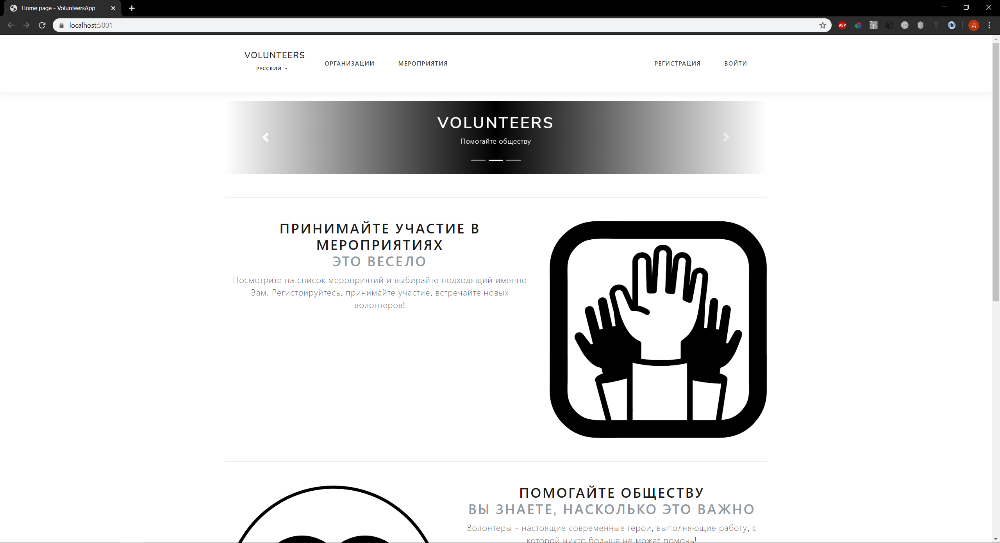 Home page - VolunteersApp
localhost:5001
ABP
Д
VOLUNTEERS
РУССКИЙ
ОРГАНИЗАЦИИ
МЕРОПРИЯТИЯ
РЕГИСТРАЦИЯ
ВОЙТИ
VOLUNTEERS
Помогайте обществу
ПРИНИМАЙТЕ УЧАСТИЕ В
МЕРОПРИЯТИЯХ
ЭТО ВЕСЕЛО
Посмотрите на список мероприятий и выбирайте подходящий именно
Вам. Регистрируйтесь, принимайте участие, встречайте новых
волонтеров!
ПОМОГАЙТЕ ОБЩЕСТВУ
ВЫ ЗНАЕТЕ, НАСКОЛЬКО ЭТО ВАЖНО
Волонтеры - настоящие современные герои, выполняющие работу, с
которой никто больше не может помочь!